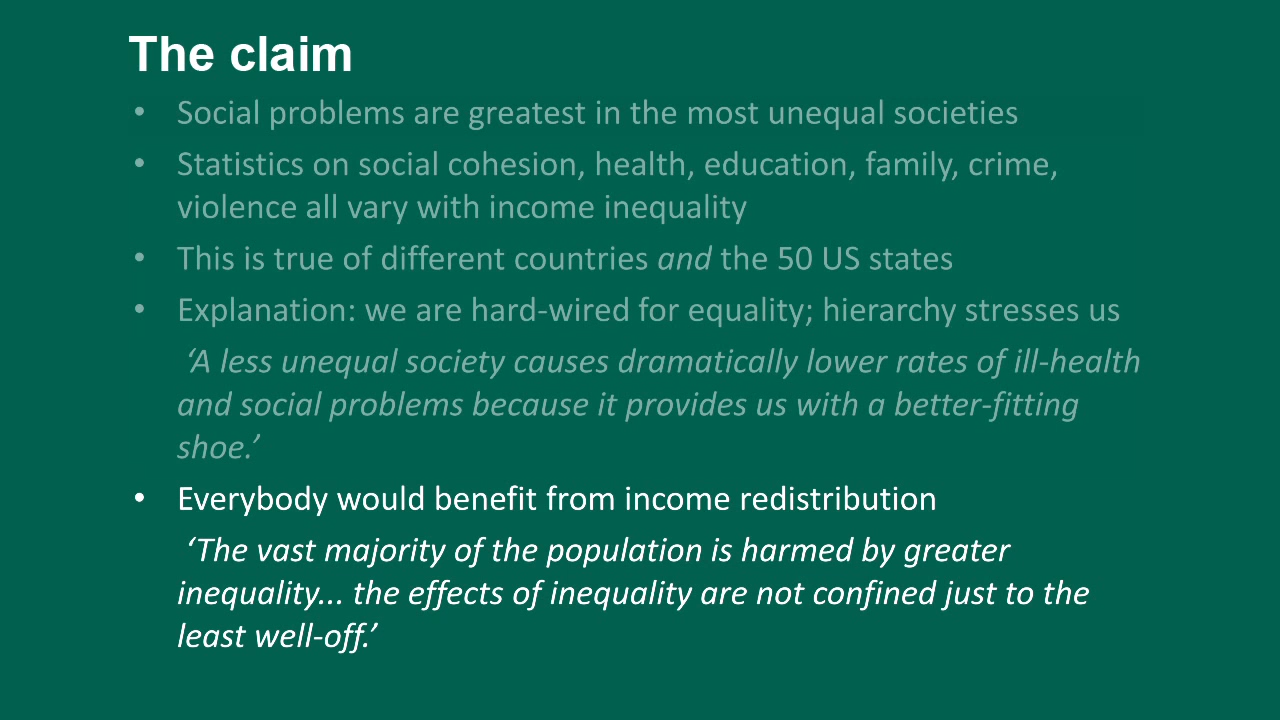 The claim
• Social problems are greatest in the most unequal societies
• Statistics on social cohesion, health, education, family, crime,
violence all vary with income inequality
• This is true of different countries and the 50 US states
• Explanation: we are hard-wired for equality; hierarchy stresses us
‘A less unequal society causes dramatically lower rates of ill-health
and social problems because it provides us with a better-fitting
shoe.’
• Everybody would benefit from income redistribution
‘The vast majority of the population is harmed by greater
inequality... the effects of inequality are not confined just to the
least well-off.’